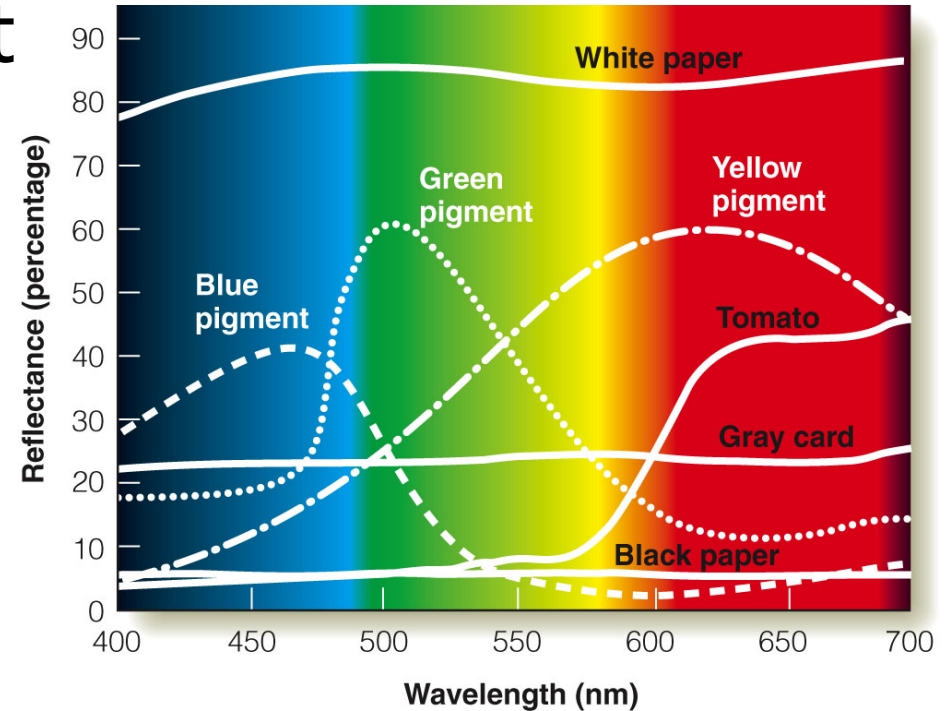 t
90
80
70
60
50
40
30
20
10
0
Reflectance (percentage)
White paper
Green
pigment
Yellow
pigment
Blue
pigment
Tomato
Gray card
Black paper
400 450 500 550 600 650 700
Wavelength (nm)